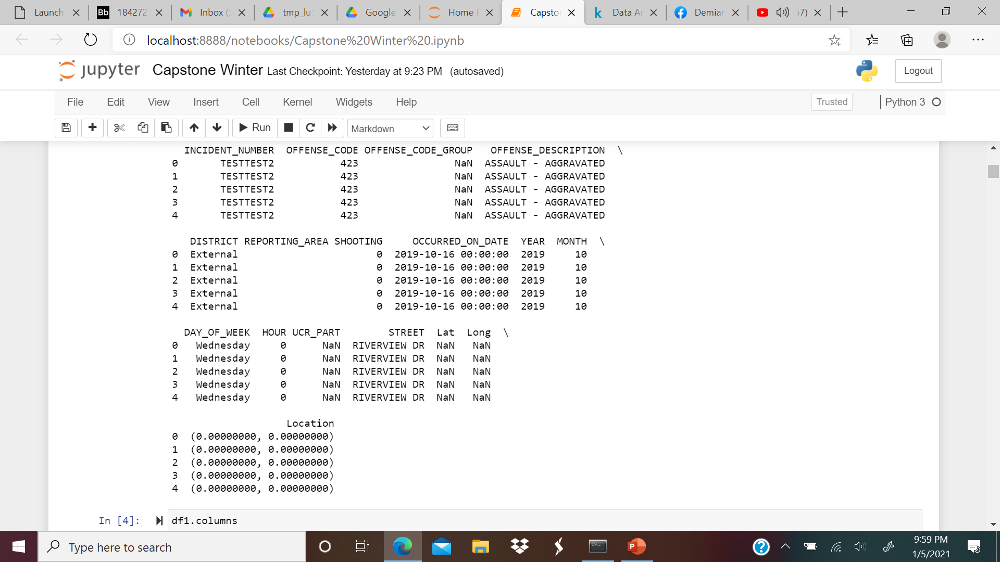 Launch
Bb 184272
Inbox (5
tmp_lu1
Google
Home P
Capstor
k Data An
Demian
57)
localhost:8888/notebooks/Capstone%20Winter%20.ipynb
jupyter Capstone Winter Last Checkpoint: Yesterday at 9:23 PM (autosaved)
Logout
File Edit View Insert Cell Kernel Widgets Help
Trusted Python 3
Run Markdown
INCIDENT_NUMBER OFFENSE_CODE OFFENSE_CODE_GROUP OFFENSE_DESCRIPTION \
0 TESTTEST2 423 NaN ASSAULT - AGGRAVATED
1 TESTTEST2 423 NaN ASSAULT - AGGRAVATED
2 TESTTEST2 423 NaN ASSAULT - AGGRAVATED
3 TESTTEST2 423 NaN ASSAULT - AGGRAVATED
4 TESTTEST2 423 NaN ASSAULT - AGGRAVATED
DISTRICT REPORTING_AREA SHOOTING OCCURRED_ON_DATE YEAR MONTH \
0 External 0 2019-10-16 00:00:00 2019 10
1 External 0 2019-10-16 00:00:00 2019 10
2 External 0 2019-10-16 00:00:00 2019 10
3 External 0 2019-10-16 00:00:00 2019 10
4 External 0 2019-10-16 00:00:00 2019 10
DAY_OF_WEEK HOUR UCR_PART STREET Lat Long \
0 Wednesday 0 NaN RIVERVIEW DR NaN NaN
1 Wednesday 0 NaN RIVERVIEW DR NaN NaN
2 Wednesday 0 NaN RIVERVIEW DR NaN NaN
3 Wednesday 0 NaN RIVERVIEW DR NaN NaN
4 Wednesday 0 NaN RIVERVIEW DR NaN NaN
Location
0 (0.00000000, 0.00000000)
1 (0.00000000, 0.00000000)
2 (0.00000000, 0.00000000)
3 (0.00000000, 0.00000000)
4 (0.00000000, 0.00000000)
In [4]: df1.columns
Type here to search
9:59 PM
1/5/2021